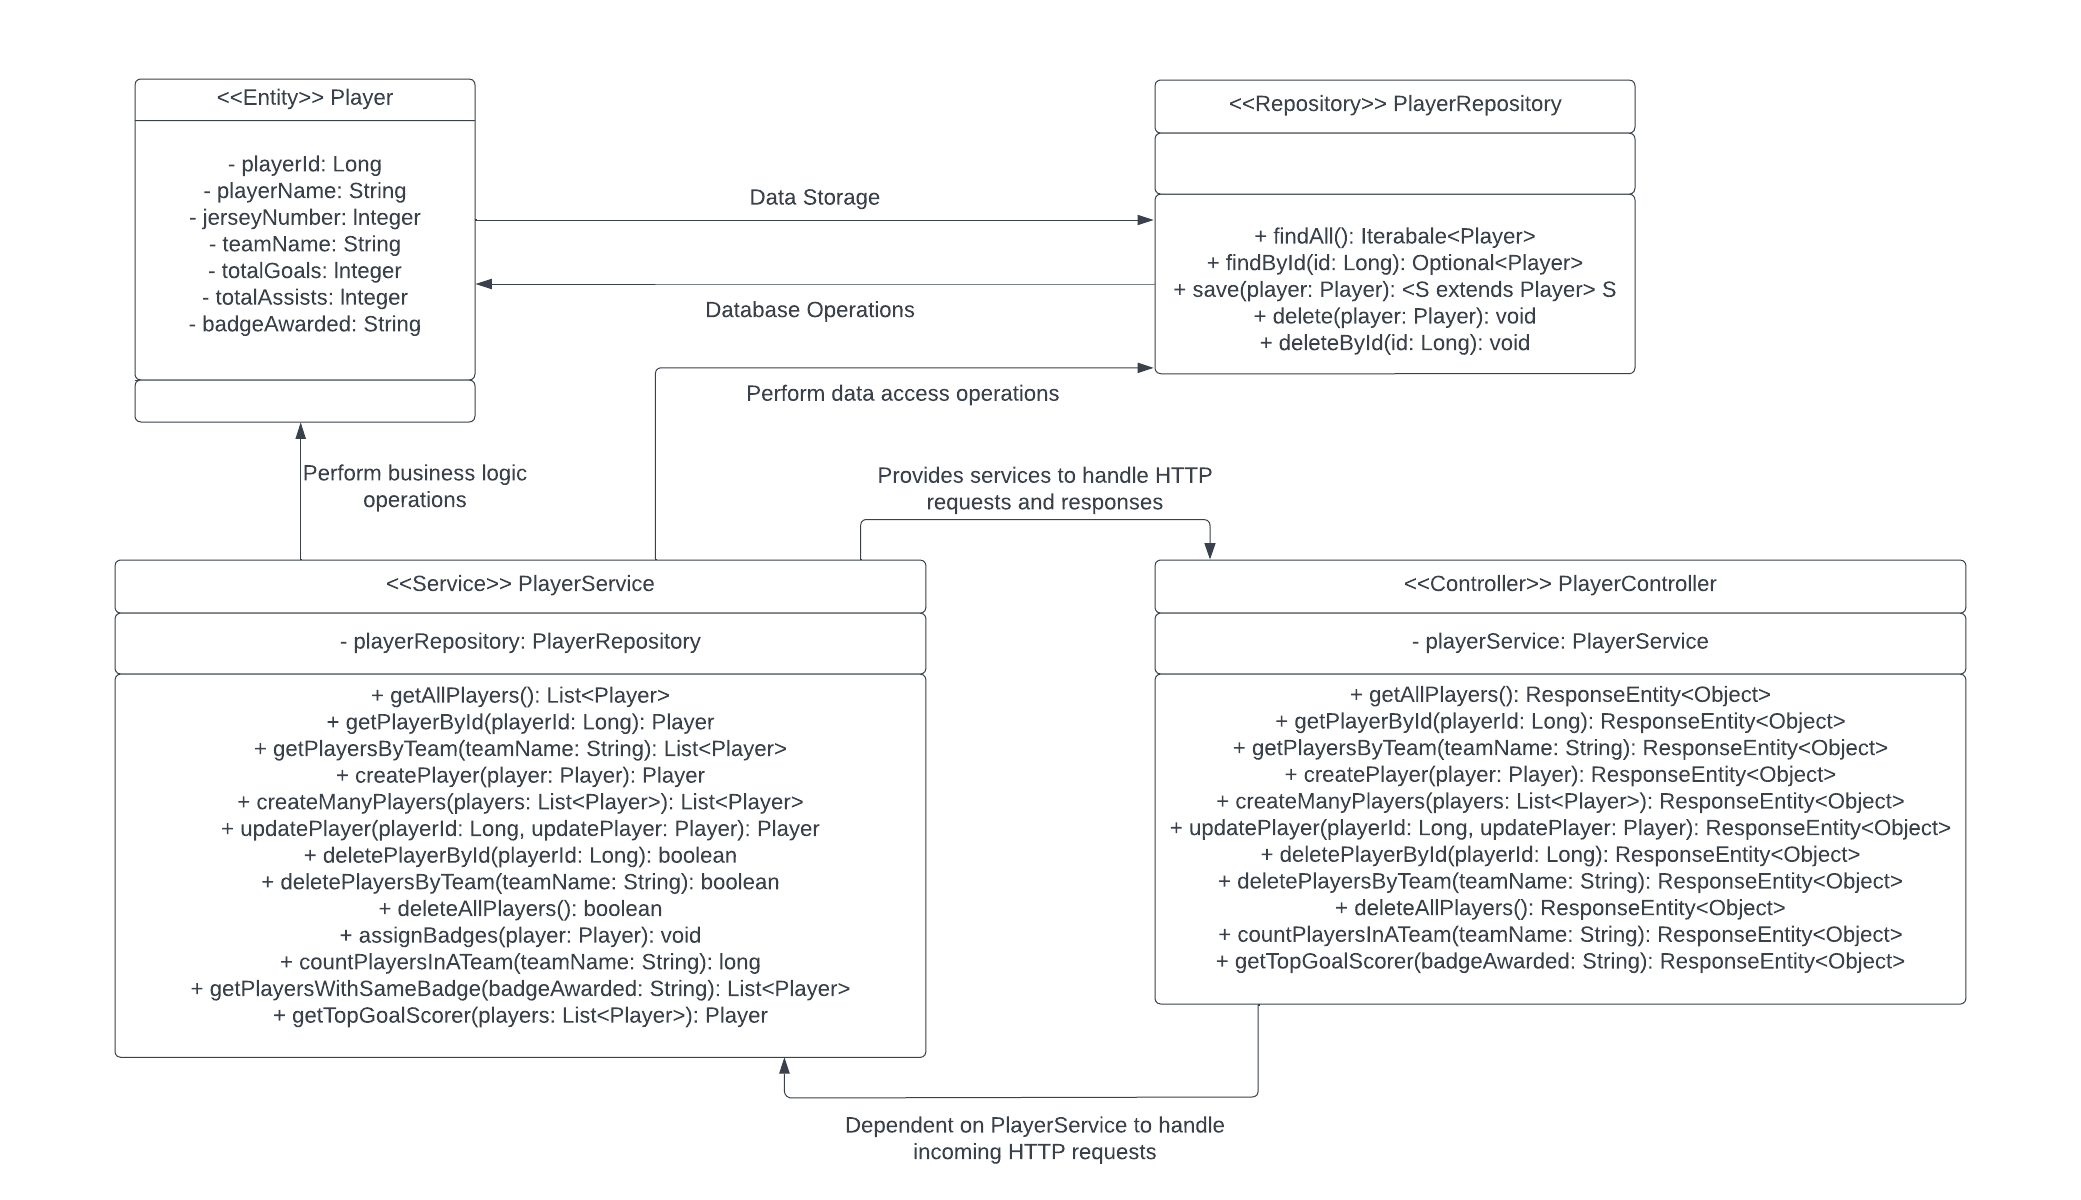 <<Entity>> Player
- playerId: Long
- playerName: String
- jerseyNumber: Integer
- teamName: String
- totalGoals: Integer
- totalAssists: Integer
- badgeAwarded: String
<<Repository>> PlayerRepository
+ findAll(): Iterabale<Player>
+ findById(id: Long): Optional<Player>
+ save(player: Player): <S extends Player> S
+ delete(player: Player): void
+ deleteById(id: Long): void
Data Storage
Database Operations
Perform data access operations
Perform business logic
operations
Provides services to handle HTTP
requests and responses
<<Service>> PlayerService
- playerRepository: PlayerRepository
+ getAllPlayers(): List<Player>
+ getPlayerById(playerId: Long): Player
+ getPlayersByTeam(teamName: String): List<Player>
+ createPlayer(player: Player): Player
+ createManyPlayers(players: List<Player>): List<Player>
+ updatePlayer(playerId: Long, updatePlayer: Player): Player
+ deletePlayerById(playerId: Long): boolean
+ deletePlayersByTeam(teamName: String): boolean
+ deleteAllPlayers(): boolean
+ assignBadges(player: Player): void
+ countPlayersInATeam(teamName: String): long
+ getPlayersWithSameBadge(badgeAwarded: String): List<Player>
+ getTopGoalScorer(players: List<Player>): Player
<<Controller>> PlayerController
- playerService: PlayerService
+ getAllPlayers(): ResponseEntity<Object>
+ getPlayerById(playerId: Long): ResponseEntity<Object>
+ getPlayersByTeam(teamName: String): ResponseEntity<Object>
+ createPlayer(player: Player): ResponseEntity<Object>
+ createManyPlayers(players: List<Player>): ResponseEntity<Object>
+ updatePlayer(playerId: Long, updatePlayer: Player): ResponseEntity<Object>
+ deletePlayerById(playerId: Long): ResponseEntity<Object>
+ deletePlayersByTeam(teamName: String): ResponseEntity<Object>
+ deleteAllPlayers(): ResponseEntity<Object>
+ countPlayersInATeam(teamName: String): ResponseEntity<Object>
+ getTopGoalScorer(badgeAwarded: String): ResponseEntity<Object>
Dependent on PlayerService to handle
incoming HTTP requests